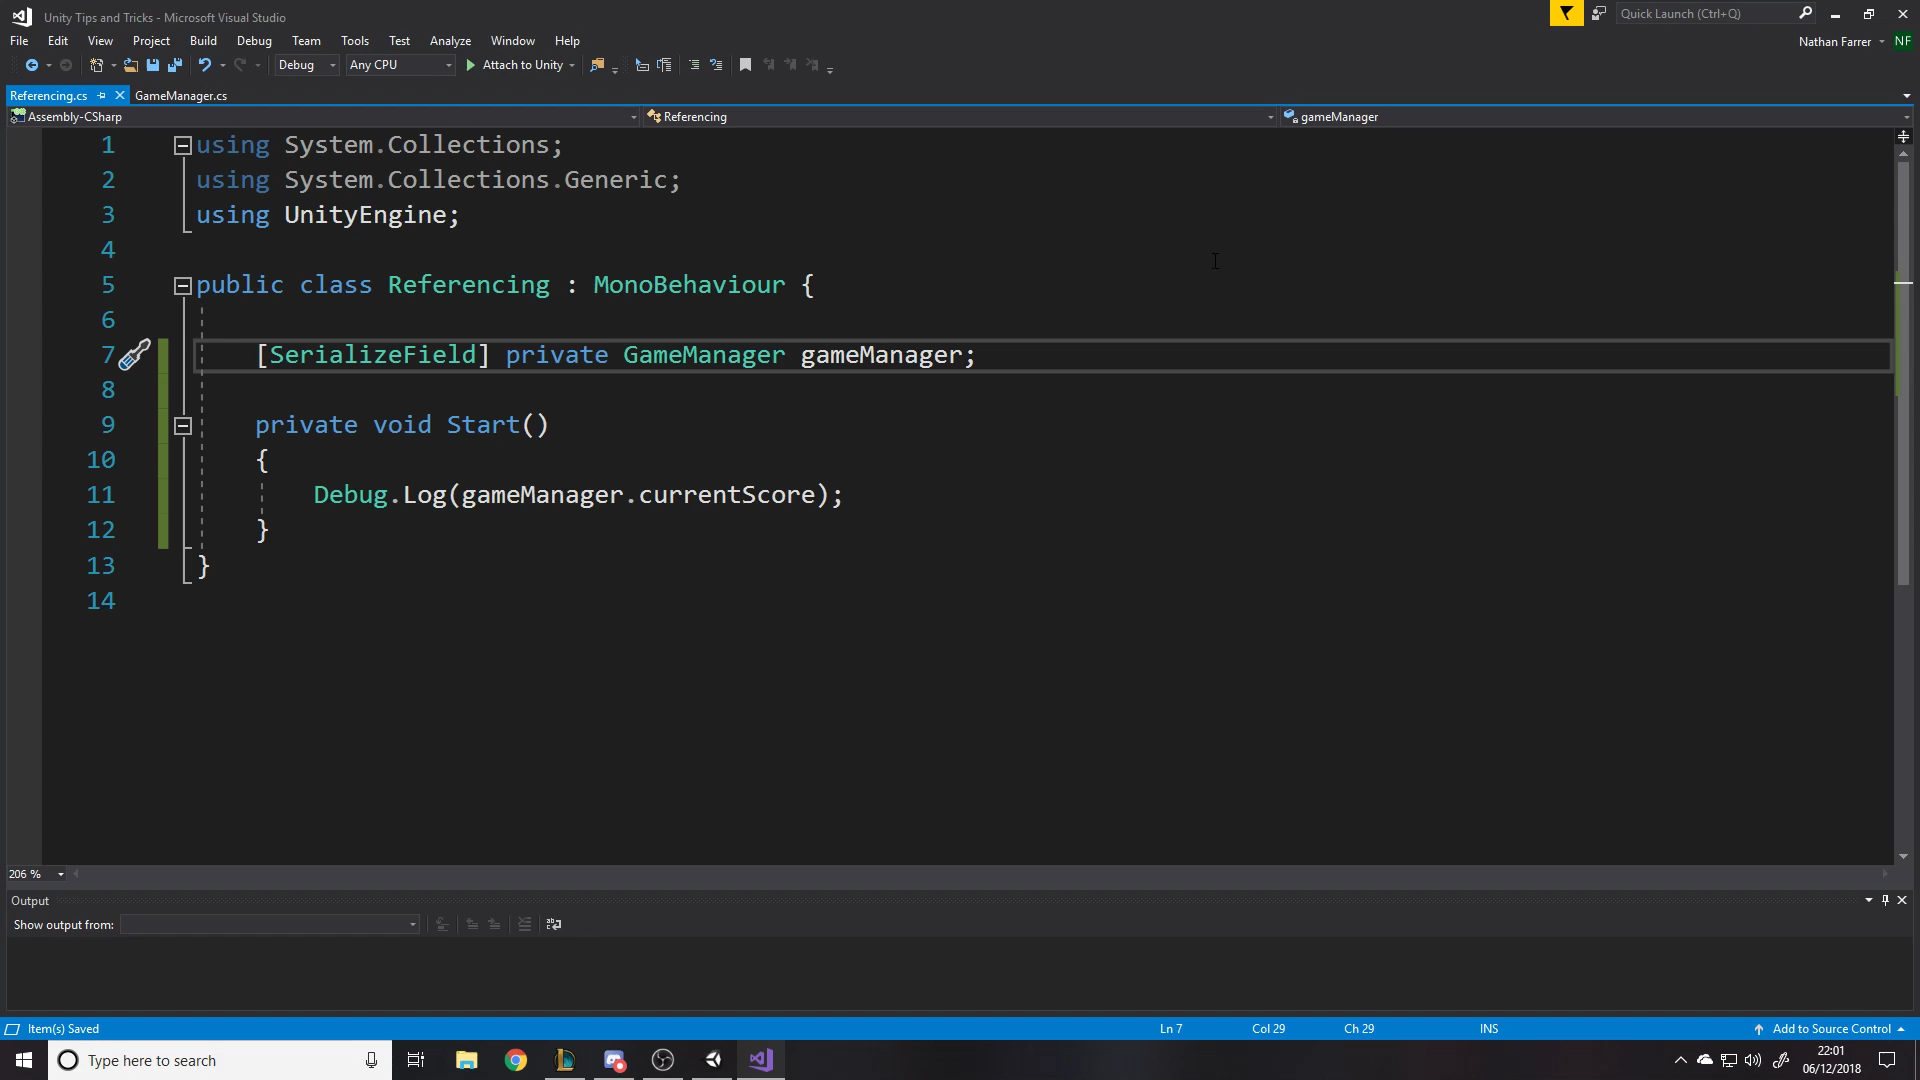 Unity Tips and Tricks - Microsoft Visual Studio
Quick Launch (Ctrl+Q)
File Edit View Project Build Debug Team Tools Test Analyze Window Help
Nathan Farrer NF
Debug Any CPU Attach to Unity
Referencing.cs GameManager.cs
Assembly-CSharp Referencing gameManager
1 using System.Collections;
2 using System.Collections.Generic;
3 using UnityEngine;
4
5 public class Referencing : MonoBehaviour {
6
7 [SerializeField] private GameManager gameManager;
8
9 private void Start()
10 {
11 Debug.Log(gameManager.currentScore);
12 }
13 }
14
206 %
Output
Show output from:
Item(s) Saved Ln 7 Col 29 Ch 29 INS Add to Source Control
Type here to search
22:01
06/12/2018